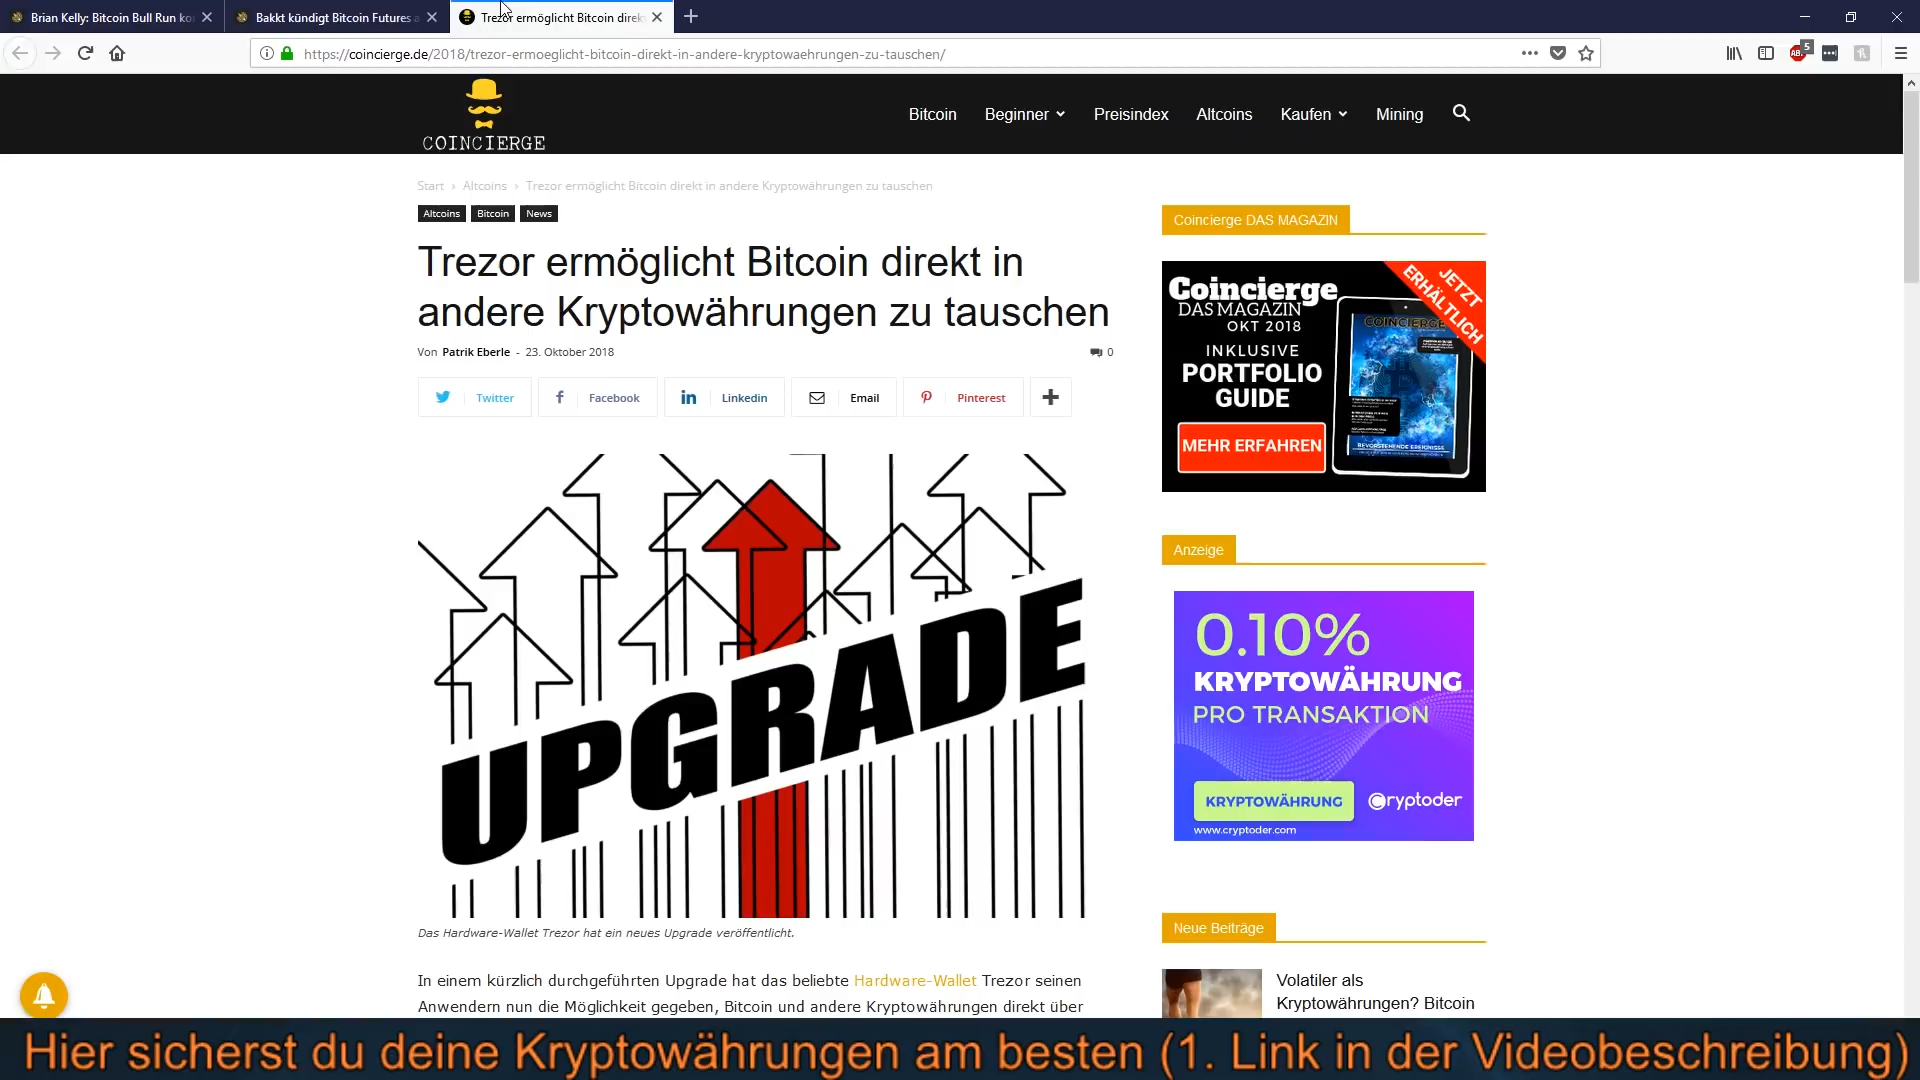 Brian Kelly: Bitcoin Bull Run ko
Bakkt kündigt Bitcoin Futures a
Trezor ermöglicht Bitcoin direk
https://coincierge.de/2018/trezor-ermoeglicht-bitcoin-direkt-in-andere-kryptowaehrungen-zu-tauschen/
ABP
5
COINCIERGE
Bitcoin
Beginner
Preisindex
Altcoins
Kaufen
Mining
Start › Altcoins › Trezor ermöglicht Bitcoin direkt in andere Kryptowährungen zu tauschen
Altcoins
Bitcoin
News
Trezor ermöglicht Bitcoin direkt in
andere Kryptowährungen zu tauschen
Von Patrik Eberle - 23. Oktober 2018
0
Twitter
Facebook
Linkedin
Email
Pinterest
UPGRADE
Das Hardware-Wallet Trezor hat ein neues Upgrade veröffentlicht.
In einem kürzlich durchgeführten Upgrade hat das beliebte Hardware-Wallet Trezor seinen
Anwendern nun die Möglichkeit gegeben, Bitcoin und andere Kryptowährungen direkt über
Coincierge DAS MAGAZIN
Coincierge
DAS MAGAZIN
OKT 2018
INKLUSIVE
PORTFOLIO
GUIDE
MEHR ERFAHREN
JETZT
ERHÄLTLICH
COINCIERGE
BEVORSTEHENDE EREIGNISSE
Anzeige
0.10%
KRYPTOWÄHRUNG
PRO TRANSAKTION
KRYPTOWÄHRUNG
Cryptoder
www.cryptoder.com
Neue Beiträge
Volatiler als
Kryptowährungen? Bitcoin
Hier sicherst du deine Kryptowährungen am besten (1. Link in der Videobeschreibung)